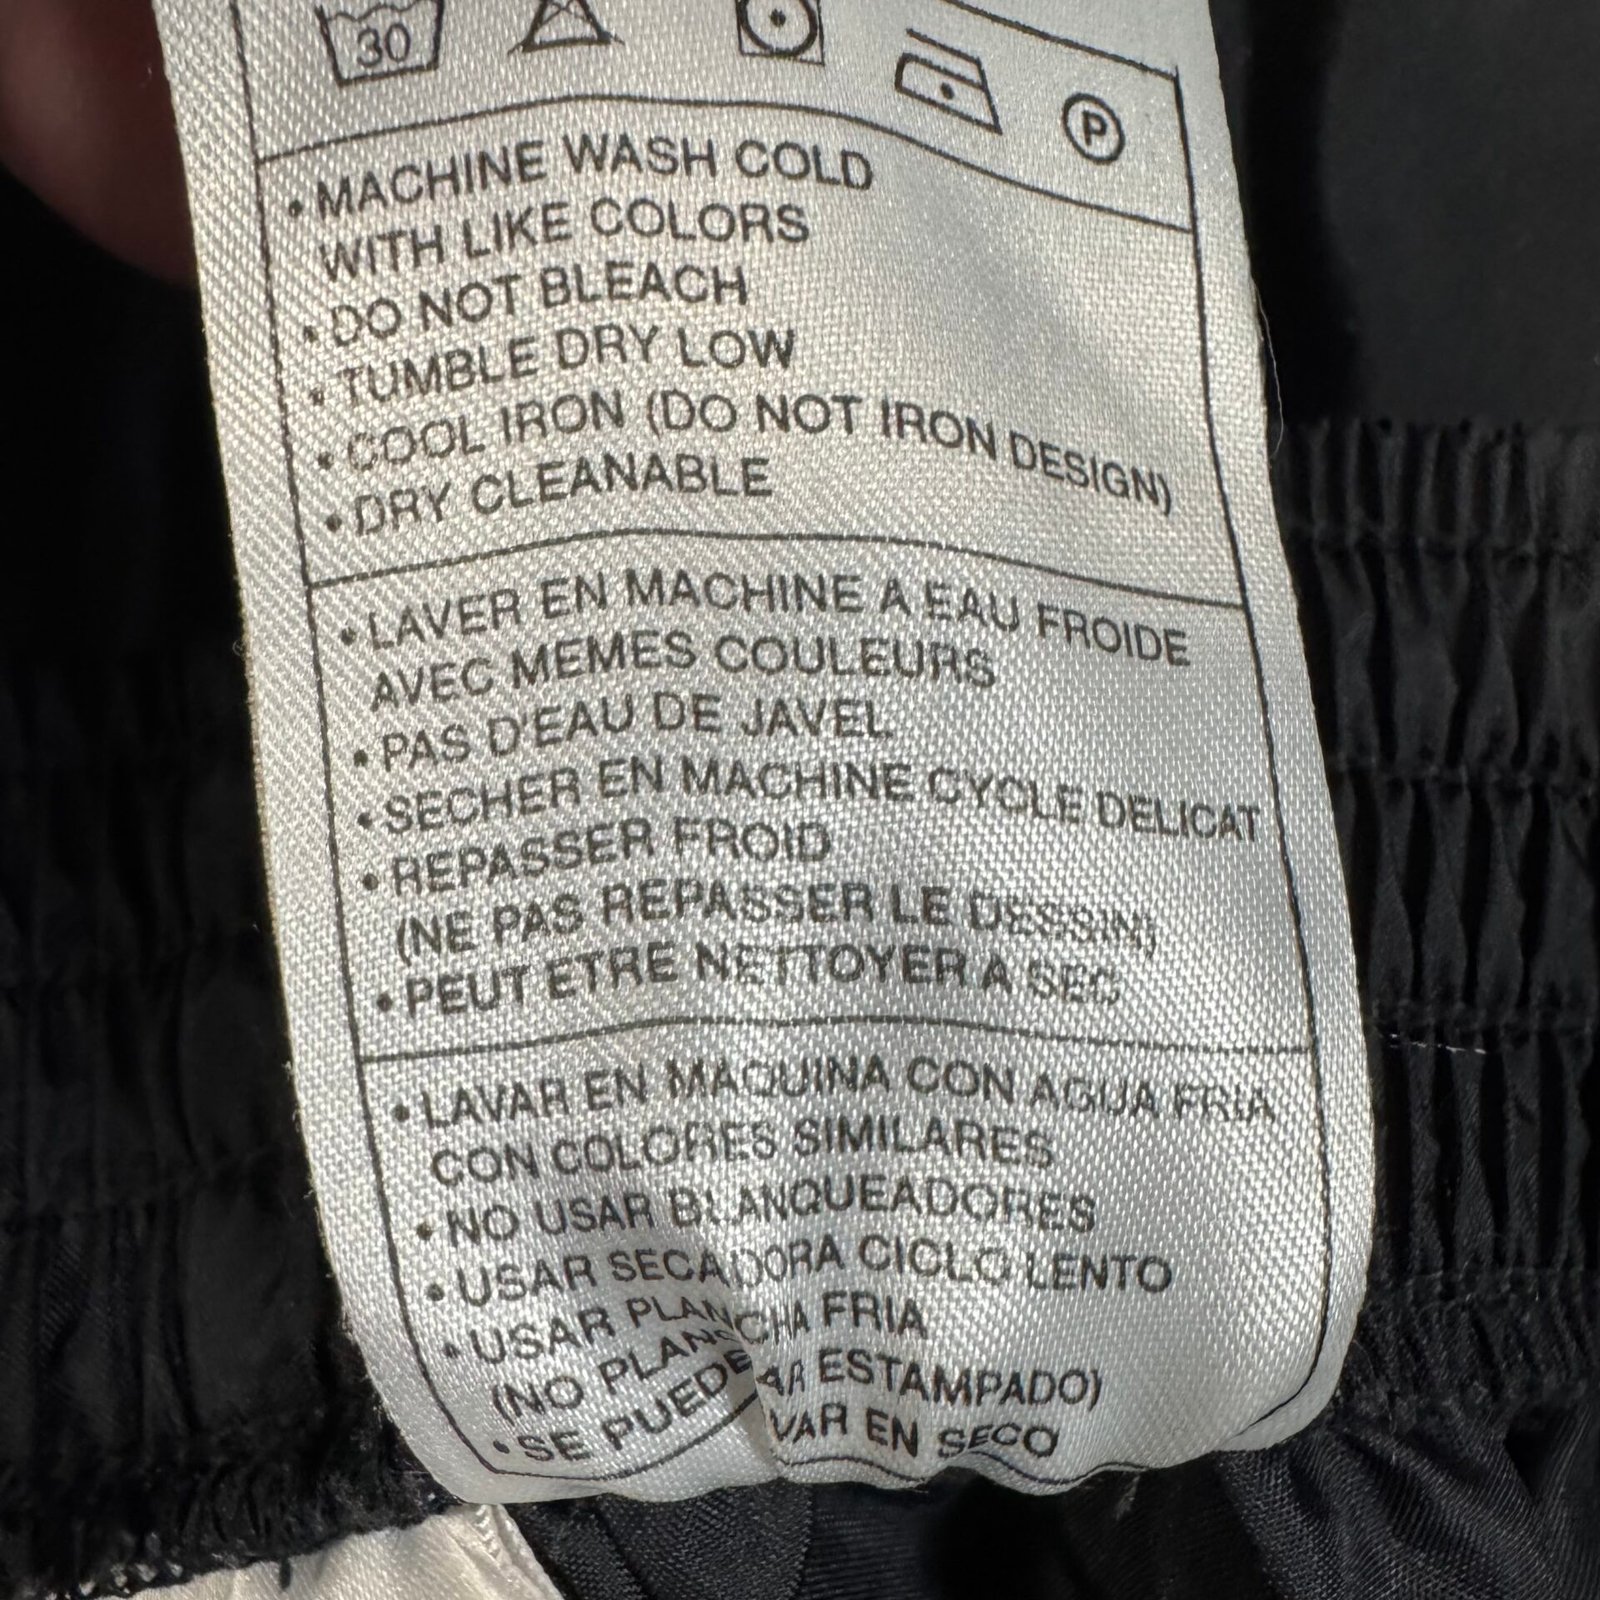 30
P
• MACHINE WASH COLD
WITH LIKE COLORS
• DO NOT BLEACH
• TUMBLE DRY LOW
• COOL IRON (DO NOT IRON DESIGN)
• DRY CLEANABLE
• LAVER EN MACHINE A EAU FROIDE
AVEC MEMES COULEURS
• PAS D'EAU DE JAVEL
• SECHER EN MACHINE CYCLE DELICAT
• REPASSER FROID
(NE PAS REPASSER LE DESSIN)
• PEUT ETRE NETTOYER A SEC
• LAVAR EN MAQUINA CON AGUA FRIA
CON COLORES SIMILARES
• NO USAR BLANQUEADORES
• USAR SECADORA CICLO LENTO
• USAR PLANCHA FRIA
(NO ESTAMPADO)
• SE PUEDE EN SECO